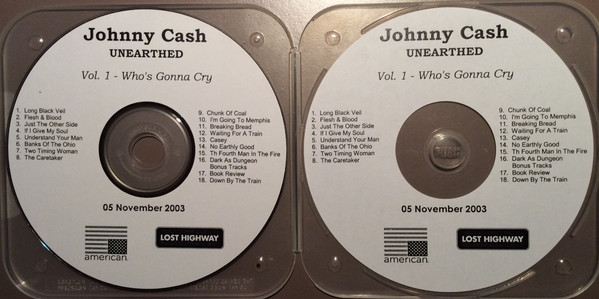 Johnny Cash
UNEARTHED
Vol. 1 - Who's Gonna Cry
1. Long Black Veil
2. Flesh & Blood
3. Just The Other Side
4. If I Give My Soul
5. Understand Your Man
6. Banks Of The Ohio
7. Two Timing Woman
8. The Caretaker
9. Chunk Of Coal
10. I'm Going To Memphis
11. Breaking Bread
12. Waiting For A Train
13. Casey
14. No Earthly Good
15. Th Fourth Man In The Fire
16. Dark As Dungeon
Bonus Tracks
17. Book Review
18. Down By The Train
05 November 2003
american
LOST HIGHWAY
Johnny Cash
UNEARTHED
Vol. 1 - Who's Gonna Cry
1. Long Black Veil
2. Flesh & Blood
3. Just The Other Side
4. If I Give My Soul
5. Understand Your Man
6. Banks Of The Ohio
7. Two Timing Woman
8. The Caretaker
9. Chunk Of Coal
10. I'm Going To Memphis
11. Breaking Bread
12. Waiting For A Train
13. Casey
14. No Earthly Good
15. Th Fourth Man In The Fire
16. Dark As Dungeon
Bonus Tracks
17. Book Review
18. Down By The Train
05 November 2003
american
LOST HIGHWAY